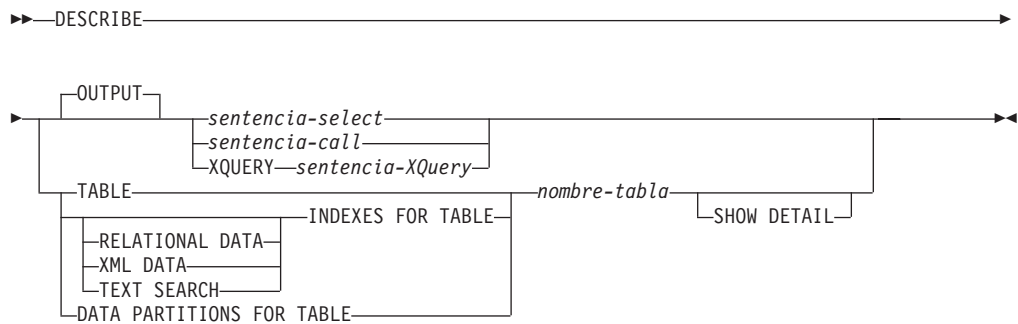 DESCRIBE
OUTPUT
sentencia-select
sentencia-call
XQUERY sentencia-XQuery
TABLE nombre-tabla
INDEXES FOR TABLE SHOW DETAIL
RELATIONAL DATA
XML DATA
TEXT SEARCH
DATA PARTITIONS FOR TABLE